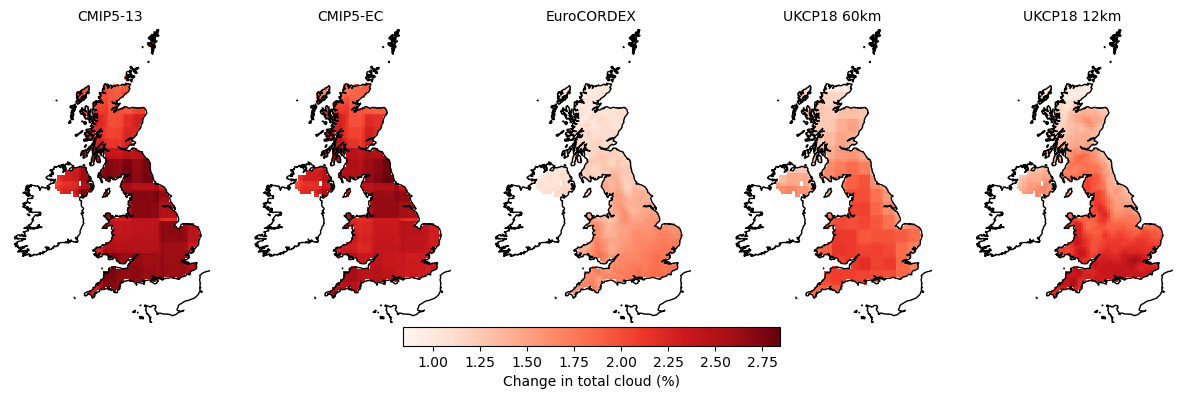 CMIP5-13 CMIP5-EC EuroCORDEX UKCP18 60km UKCP18 12km
1.00 1.25 1.50 1.75 2.00 2.25 2.50 2.75
Change in total cloud (%)